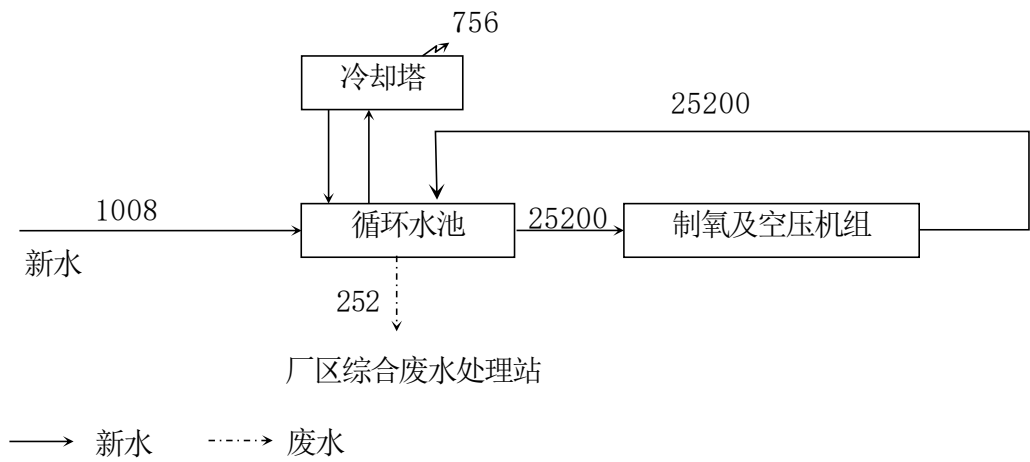 756
冷却塔
25200
1008
循环水池
25200
制氧及空压机组
新水
252
厂区综合废水处理站
新水
废水